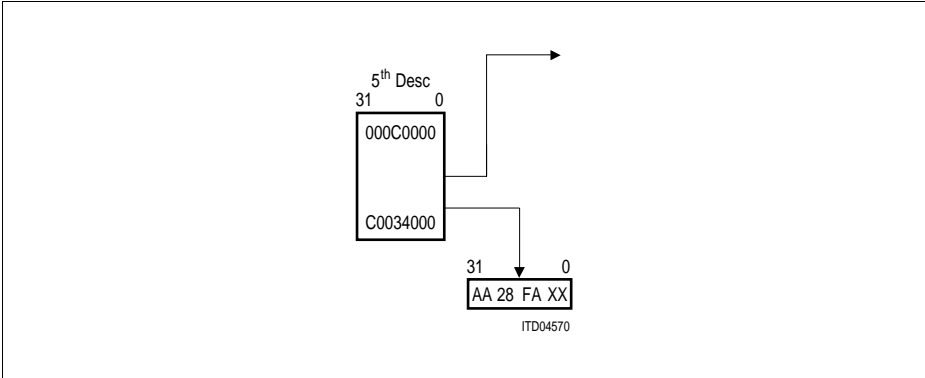 5th Desc
31 0
000C0000
C0034000
31 0
AA 28 FA XX
ITD04570